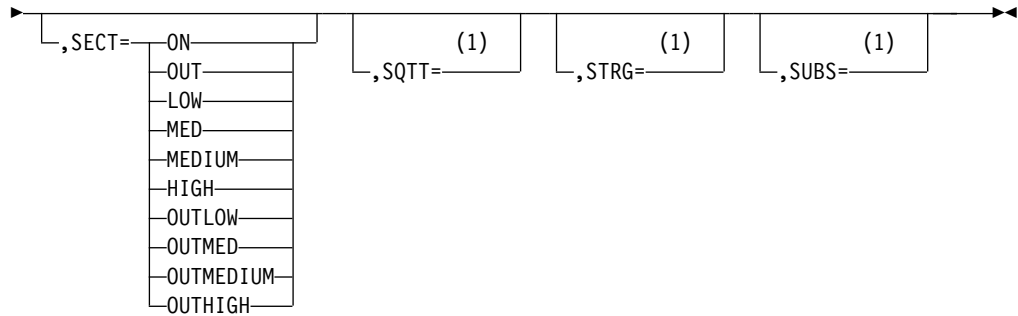 ,SECT= ON (1) (1) (1)
OUT ,SQTT= ,STRG= ,SUBS=
LOW
MED
MEDIUM
HIGH
OUTLOW
OUTMED
OUTMEDIUM
OUTHIGH